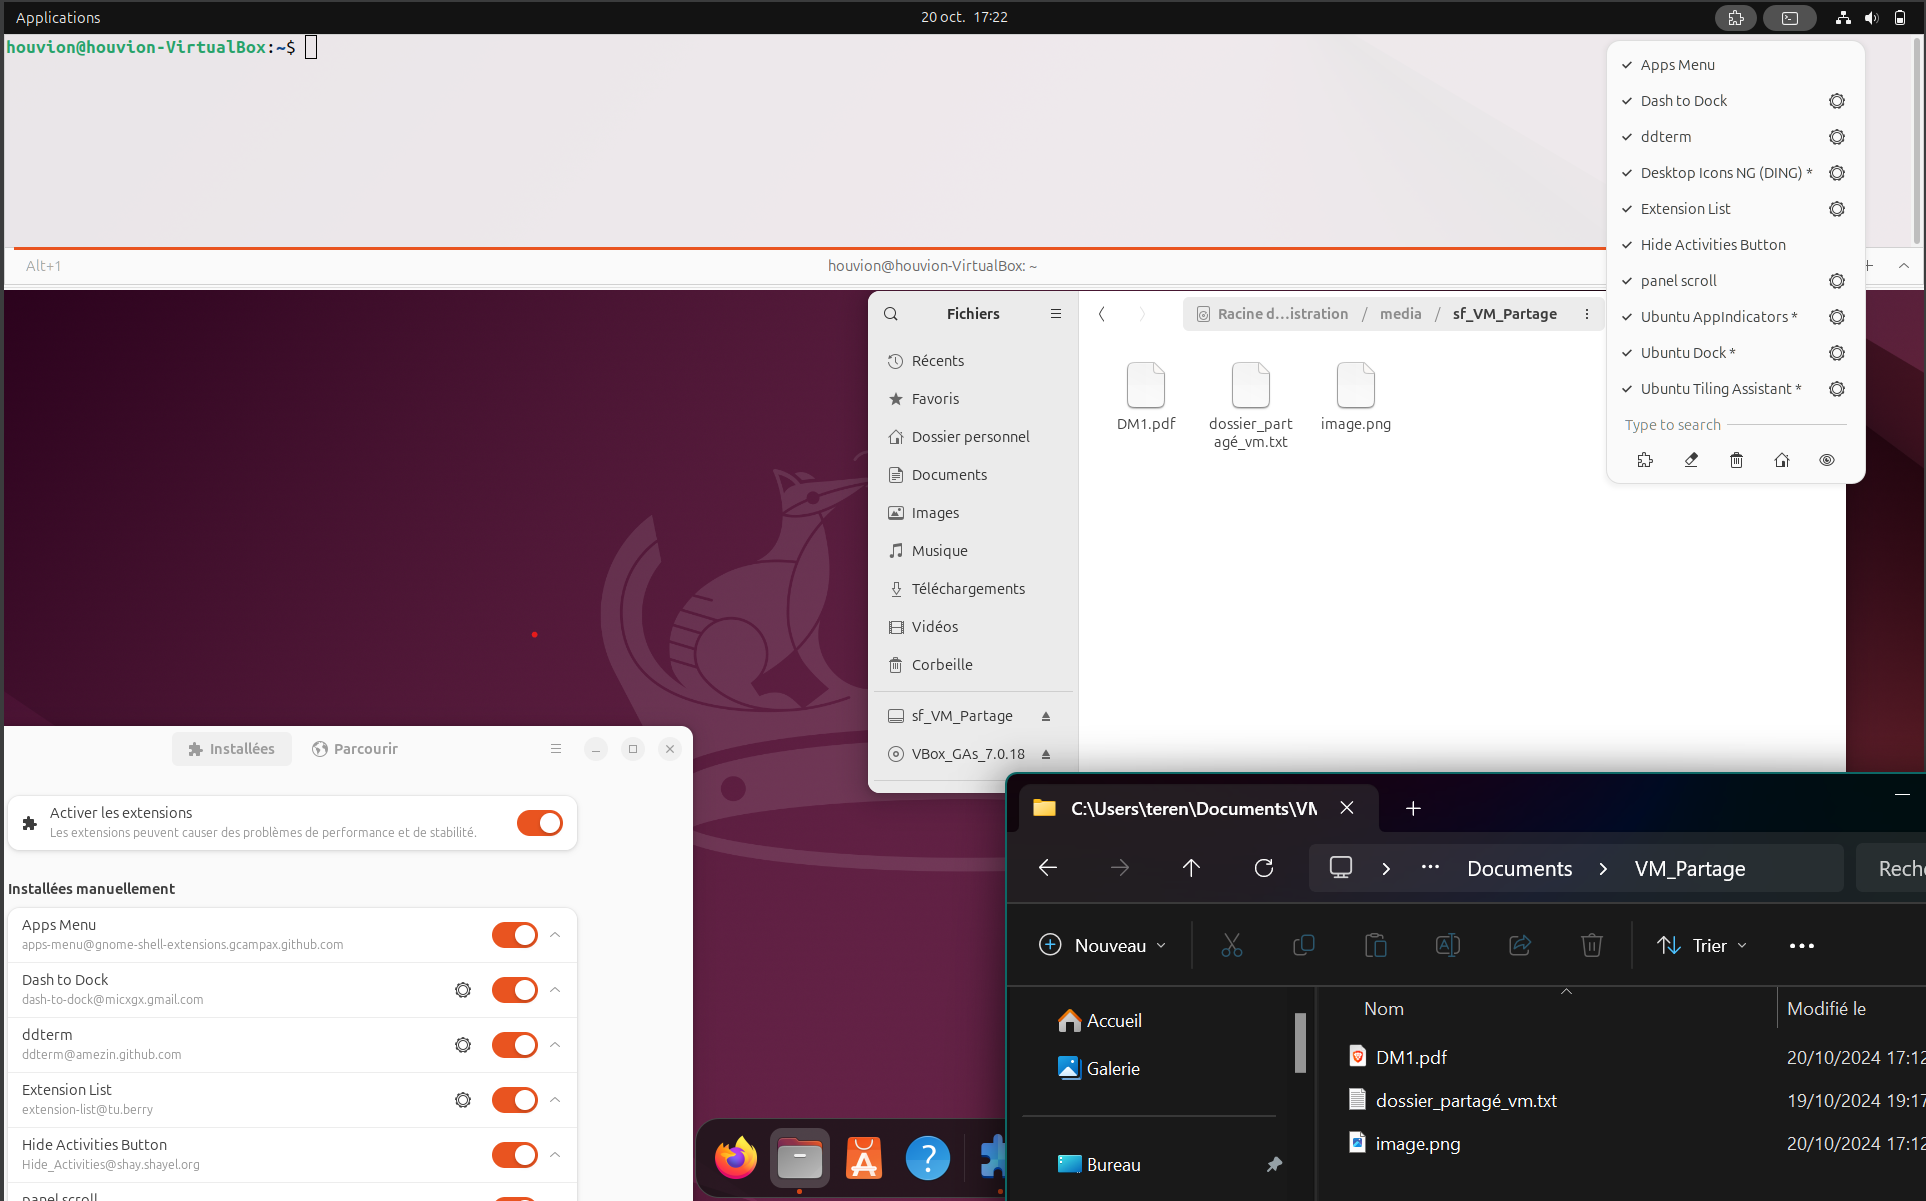 Applications
20 oct. 17:22
houvion@houvion-VirtualBox:~$
Alt+1
houvion@houvion-VirtualBox: ~
Apps Menu
Dash to Dock
ddterm
Desktop Icons NG (DING) *
Extension List
Hide Activities Button
panel scroll
Ubuntu AppIndicators *
Ubuntu Dock *
Ubuntu Tiling Assistant *
Type to search
Fichiers
Racine d…istration / media / sf_VM_Partage
Récents
Favoris
Dossier personnel
Documents
Images
Musique
Téléchargements
Vidéos
Corbeille
sf_VM_Partage
VBox_GAs_7.0.18
DM1.pdf
dossier_part
agé_vm.txt
image.png
Installées
Parcourir
Activer les extensions
Les extensions peuvent causer des problèmes de performance et de stabilité.
Installées manuellement
Apps Menu
apps-menu@gnome-shell-extensions.gcampax.github.com
Dash to Dock
dash-to-dock@micxgx.gmail.com
ddterm
ddterm@amezin.github.com
Extension List
extension-list@tu.berry
Hide Activities Button
Hide_Activities@shay.shayel.org
panel scroll
C:\Users\teren\Documents\VM
Documents > VM_Partage
Reche
Nouveau
Trier
Accueil
Galerie
Bureau
Nom
Modifié le
DM1.pdf
20/10/2024 17:12
dossier_partagé_vm.txt
19/10/2024 19:17
image.png
20/10/2024 17:12